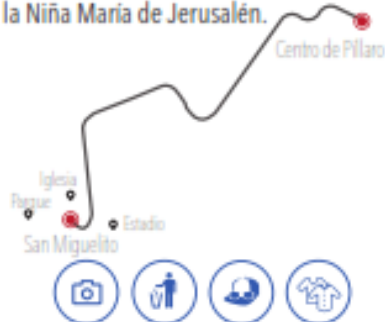 la Niña María de Jerusalén.
Centro de Píllaro
Iglesia
Parque
Estadio
San Miguelito